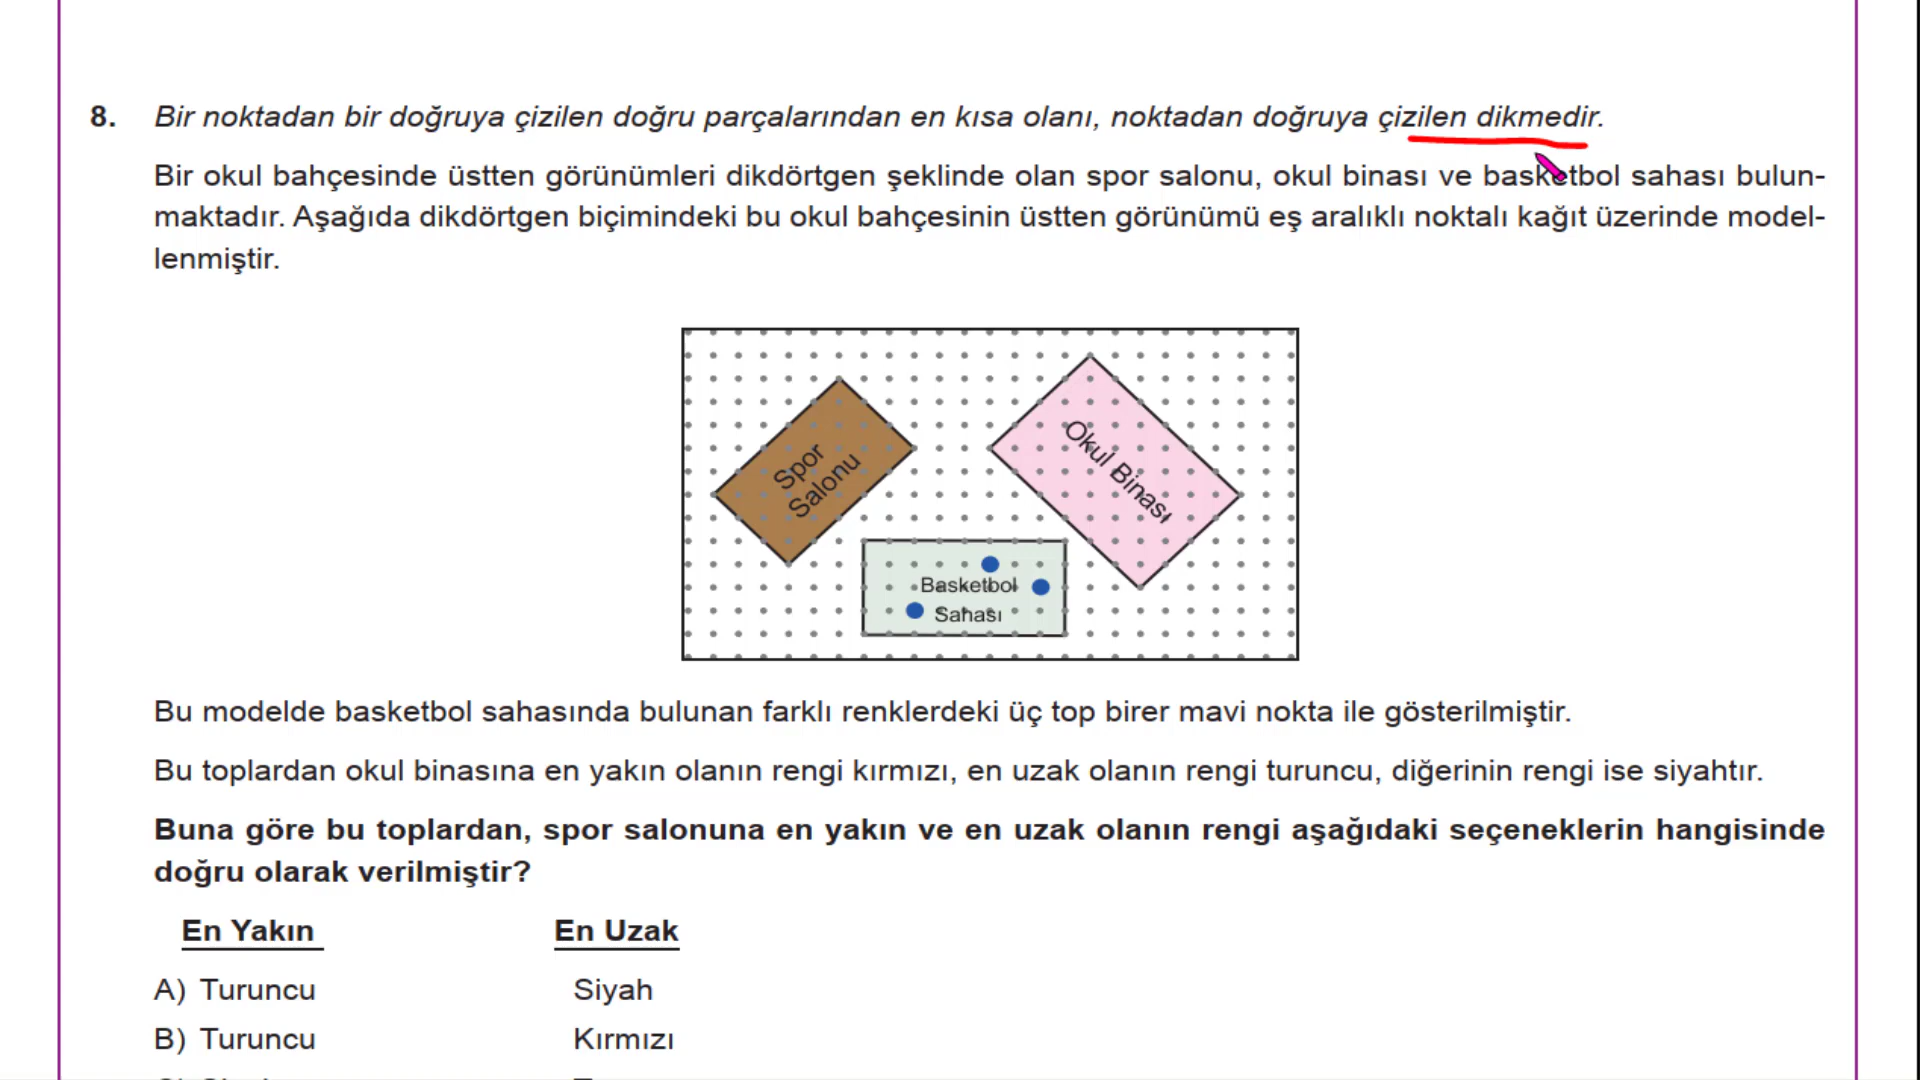 8. Bir noktadan bir doğruya çizilen doğru parçalarından en kısa olanı, noktadan doğruya çizilen dikmedir.
Bir okul bahçesinde üstten görünümleri dikdörtgen şeklinde olan spor salonu, okul binası ve basketbol sahası bulun-
maktadır. Aşağıda dikdörtgen biçimindeki bu okul bahçesinin üstten görünümü eş aralıklı noktalı kağıt üzerinde model-
lenmiştir.
Spor
Salonu
Okul Binası
Basketbol
Sahası
Bu modelde basketbol sahasında bulunan farklı renklerdeki üç top birer mavi nokta ile gösterilmiştir.
Bu toplardan okul binasına en yakın olanın rengi kırmızı, en uzak olanın rengi turuncu, diğerinin rengi ise siyahtır.
Buna göre bu toplardan, spor salonuna en yakın ve en uzak olanın rengi aşağıdaki seçeneklerin hangisinde
doğru olarak verilmiştir?
En Yakın En Uzak
A) Turuncu Siyah
B) Turuncu Kırmızı